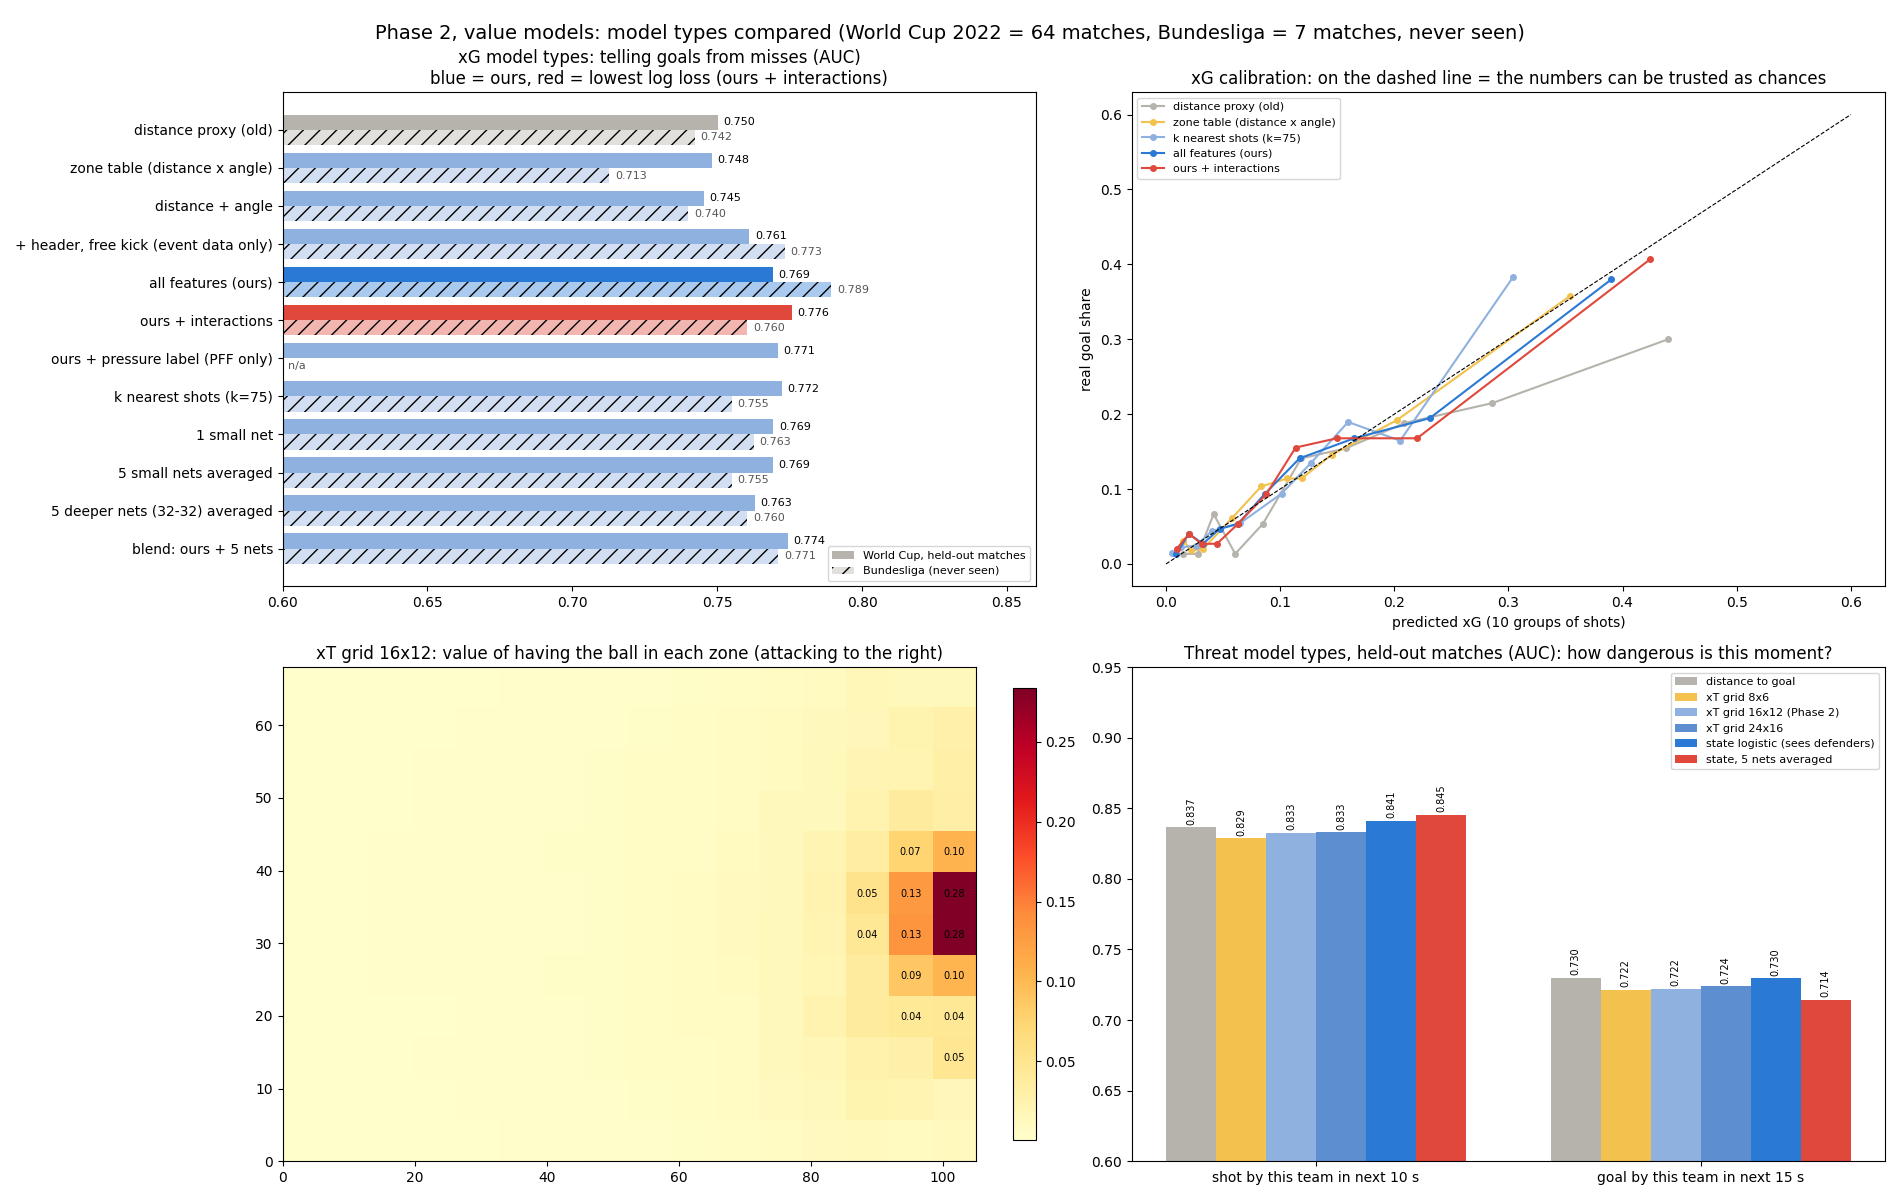 Phase 2, value models: model types compared (World Cup 2022 = 64 matches, Bundesliga = 7 matches, never seen)
xG model types: telling goals from misses (AUC)
blue = ours, red = lowest log loss (ours + interactions)
distance proxy (old)
0.750
0.742
zone table (distance x angle)
0.748
0.713
distance + angle
0.745
0.740
+ header, free kick (event data only)
0.761
0.773
all features (ours)
0.769
0.789
ours + interactions
0.776
0.760
ours + pressure label (PFF only)
0.771
n/a
k nearest shots (k=75)
0.772
0.755
1 small net
0.769
0.763
5 small nets averaged
0.769
0.755
5 deeper nets (32-32) averaged
0.763
0.760
blend: ours + 5 nets
0.774
0.771
World Cup, held-out matches
Bundesliga (never seen)
0.60 0.65 0.70 0.75 0.80 0.85
xG calibration: on the dashed line = the numbers can be trusted as chances
distance proxy (old)
zone table (distance x angle)
k nearest shots (k=75)
all features (ours)
ours + interactions
real goal share
0.6
0.5
0.4
0.3
0.2
0.1
0.0
0.0 0.1 0.2 0.3 0.4 0.5 0.6
predicted xG (10 groups of shots)
xT grid 16x12: value of having the ball in each zone (attacking to the right)
60
50
40
30
20
10
0
0.07 0.10
0.05 0.13 0.28
0.04 0.13 0.28
0.09 0.10
0.04 0.04
0.05
0 20 40 60 80 100
0.25
0.20
0.15
0.10
0.05
Threat model types, held-out matches (AUC): how dangerous is this moment?
distance to goal
xT grid 8x6
xT grid 16x12 (Phase 2)
xT grid 24x16
state logistic (sees defenders)
state, 5 nets averaged
0.95
0.90
0.85
0.80
0.75
0.70
0.65
0.60
0.837 0.829 0.833 0.833 0.841 0.845
0.730 0.722 0.722 0.724 0.730 0.714
shot by this team in next 10 s
goal by this team in next 15 s